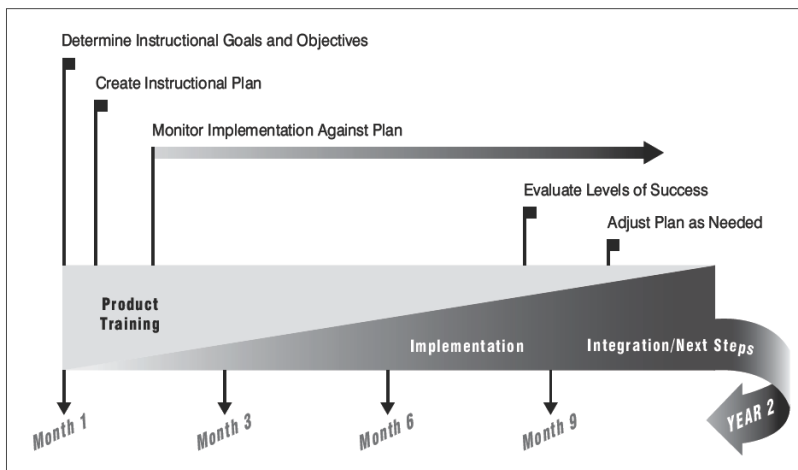 Determine Instructional Goals and Objectives
Create Instructional Plan
Monitor Implementation Against Plan
Evaluate Levels of Success
Adjust Plan as Needed
Product
Training
Implementation
Integration/Next Steps
Month 1
Month 3
Month 6
Month 9
YEAR 2